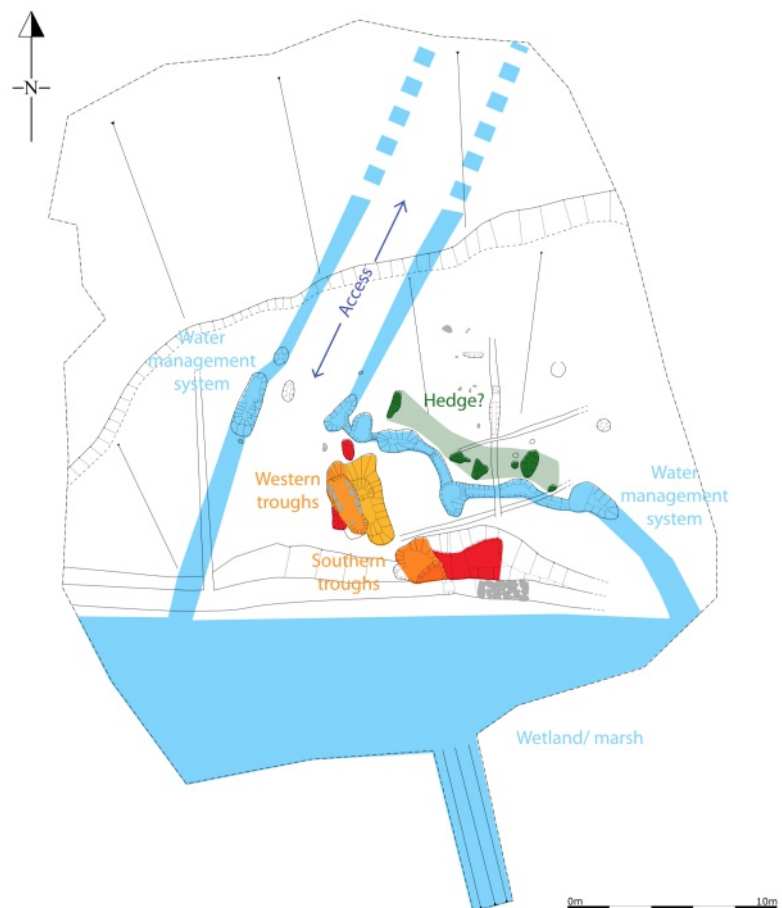 –N–
Access
Water
management
system
Hedge?
Western
troughs
Water
management
system
Southern
troughs
Wetland/ marsh
0m 10m